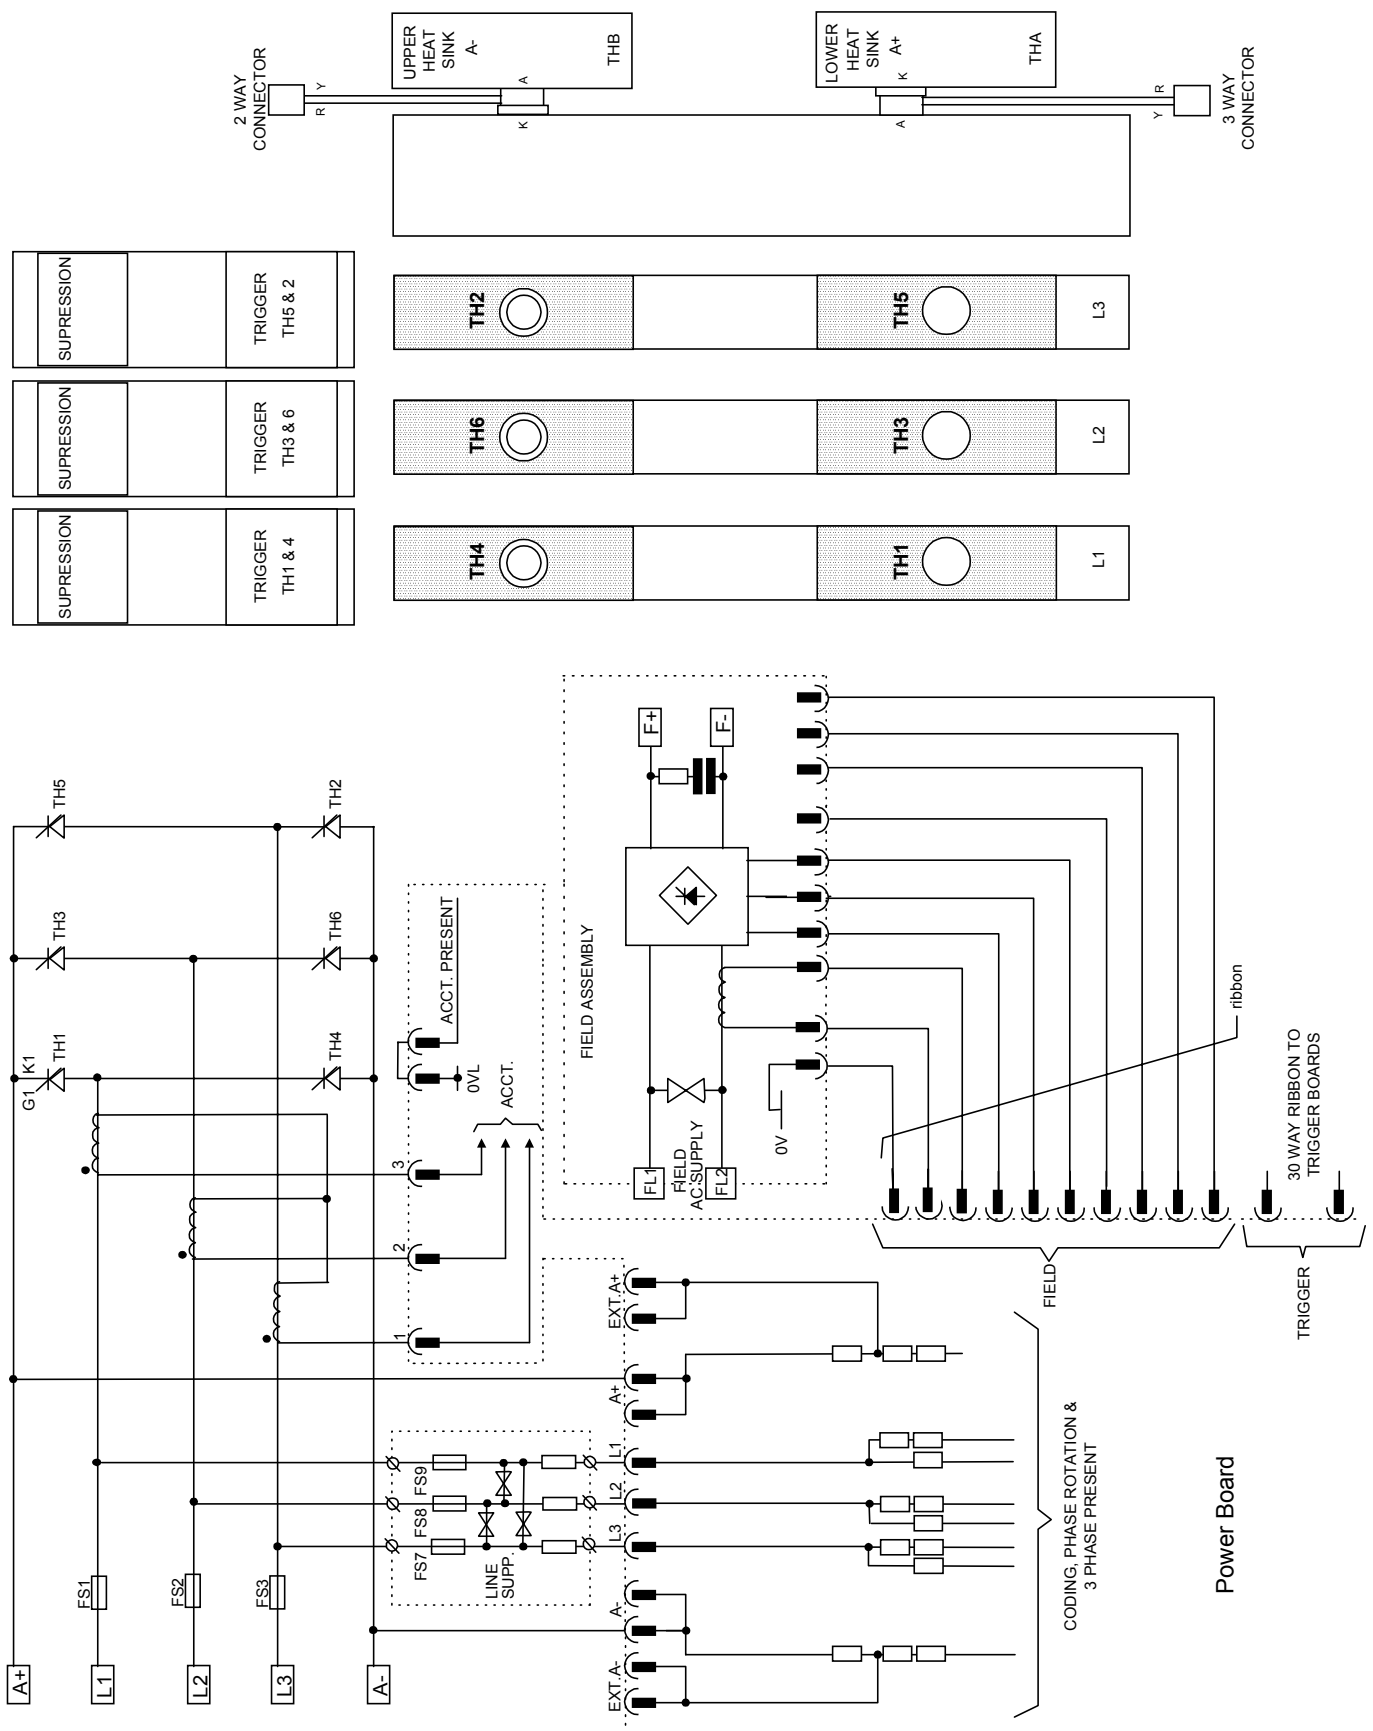 A+
L1
L2
L3
A-
FS1
FS2
FS3
G1
K1
TH1
TH3
TH5
TH4
TH6
TH2
FS9
FS8
FS7
LINE
SUPP.
1
2
3
0VL
ACCT. PRESENT
ACCT.
EXT.A-
A-
L3
L2
L1
A+
EXT.A+
FIELD ASSEMBLY
FL1
FL2
FIELD
AC SUPPLY
F+
F-
0V
ribbon
FIELD
TRIGGER
30 WAY RIBBON TO
TRIGGER BOARDS
CODING, PHASE ROTATION &
3 PHASE PRESENT
Power Board
SUPRESSION
TRIGGER
TH1 & 4
SUPRESSION
TRIGGER
TH3 & 6
SUPRESSION
TRIGGER
TH5 & 2
TH4
TH1
L1
TH6
TH3
L2
TH2
TH5
L3
2 WAY
CONNECTOR
R
Y
K
A
UPPER
HEAT
SINK
A-
THB
LOWER
HEAT
SINK
A+
THA
K
A
Y
R
3 WAY
CONNECTOR